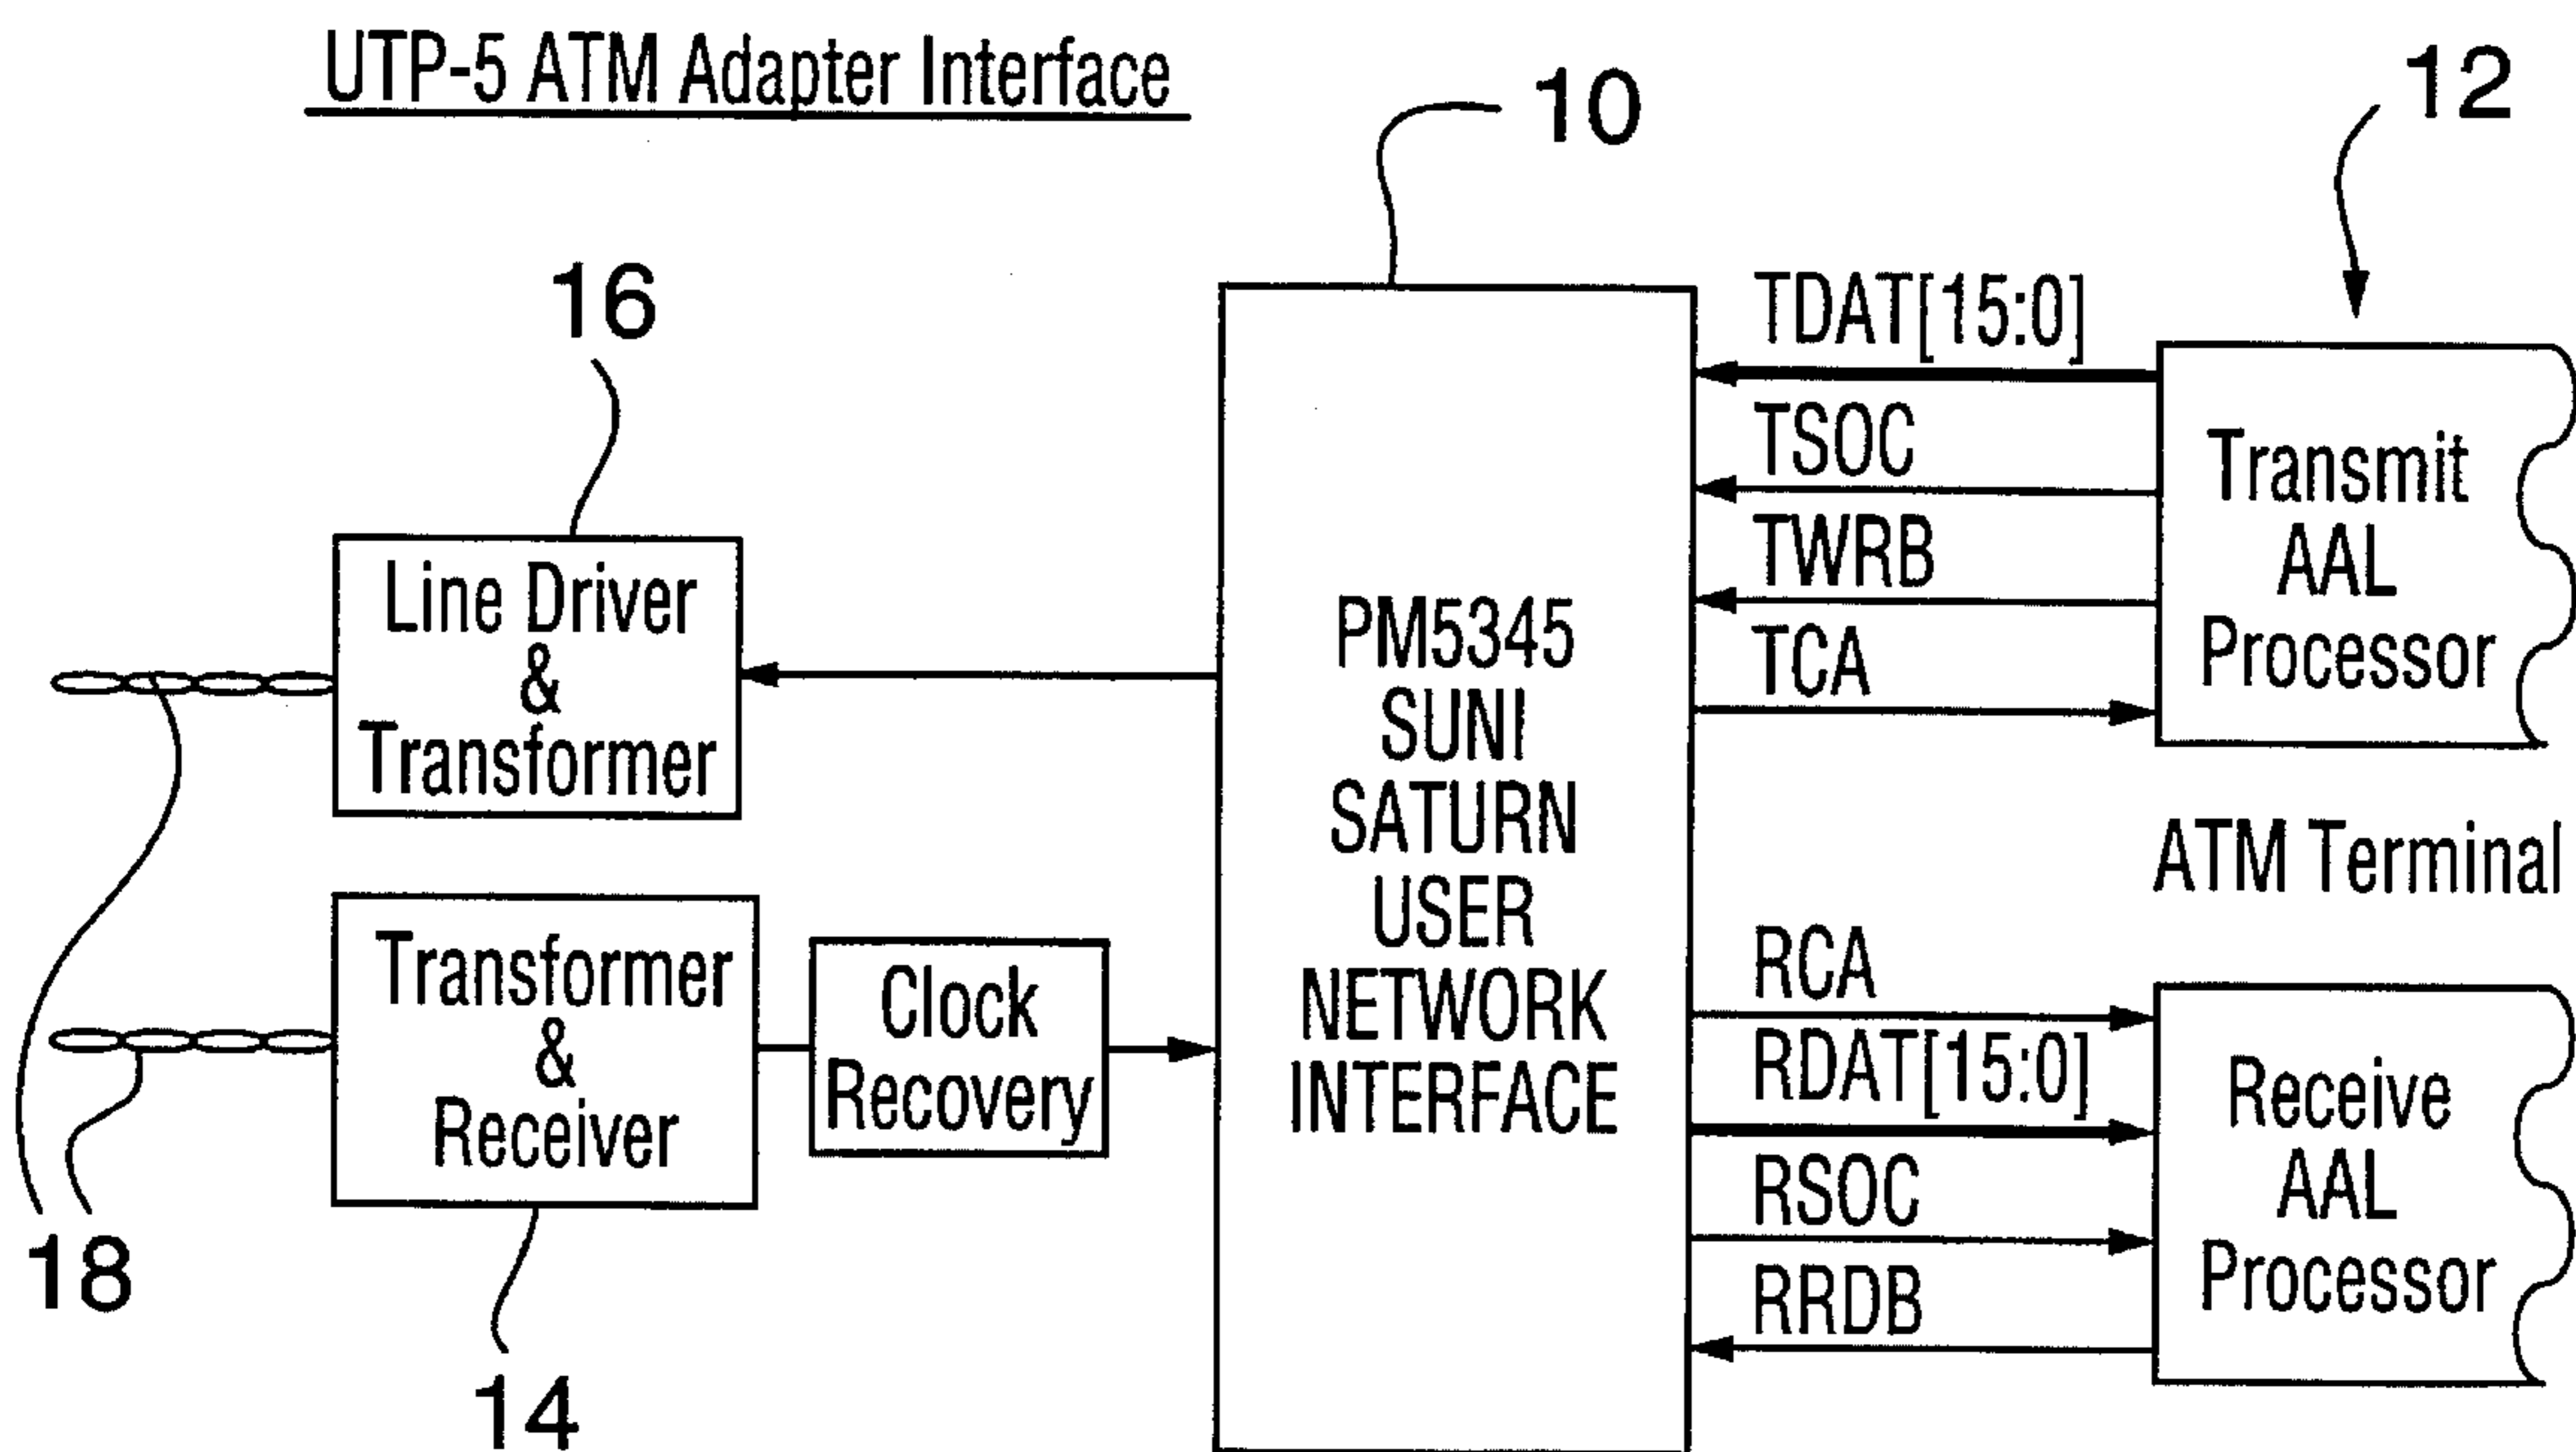 UTP-5 ATM Adapter Interface
10
12
16
18
14
Line Driver
&
Transformer
Transformer
&
Receiver
Clock
Recovery
PM5345
SUNI
SATURN
USER
NETWORK
INTERFACE
TDAT[15:0]
TSOC
TWRB
TCA
Transmit
AAL
Processor
ATM Terminal
RCA
RDAT[15:0]
RSOC
RRDB
Receive
AAL
Processor